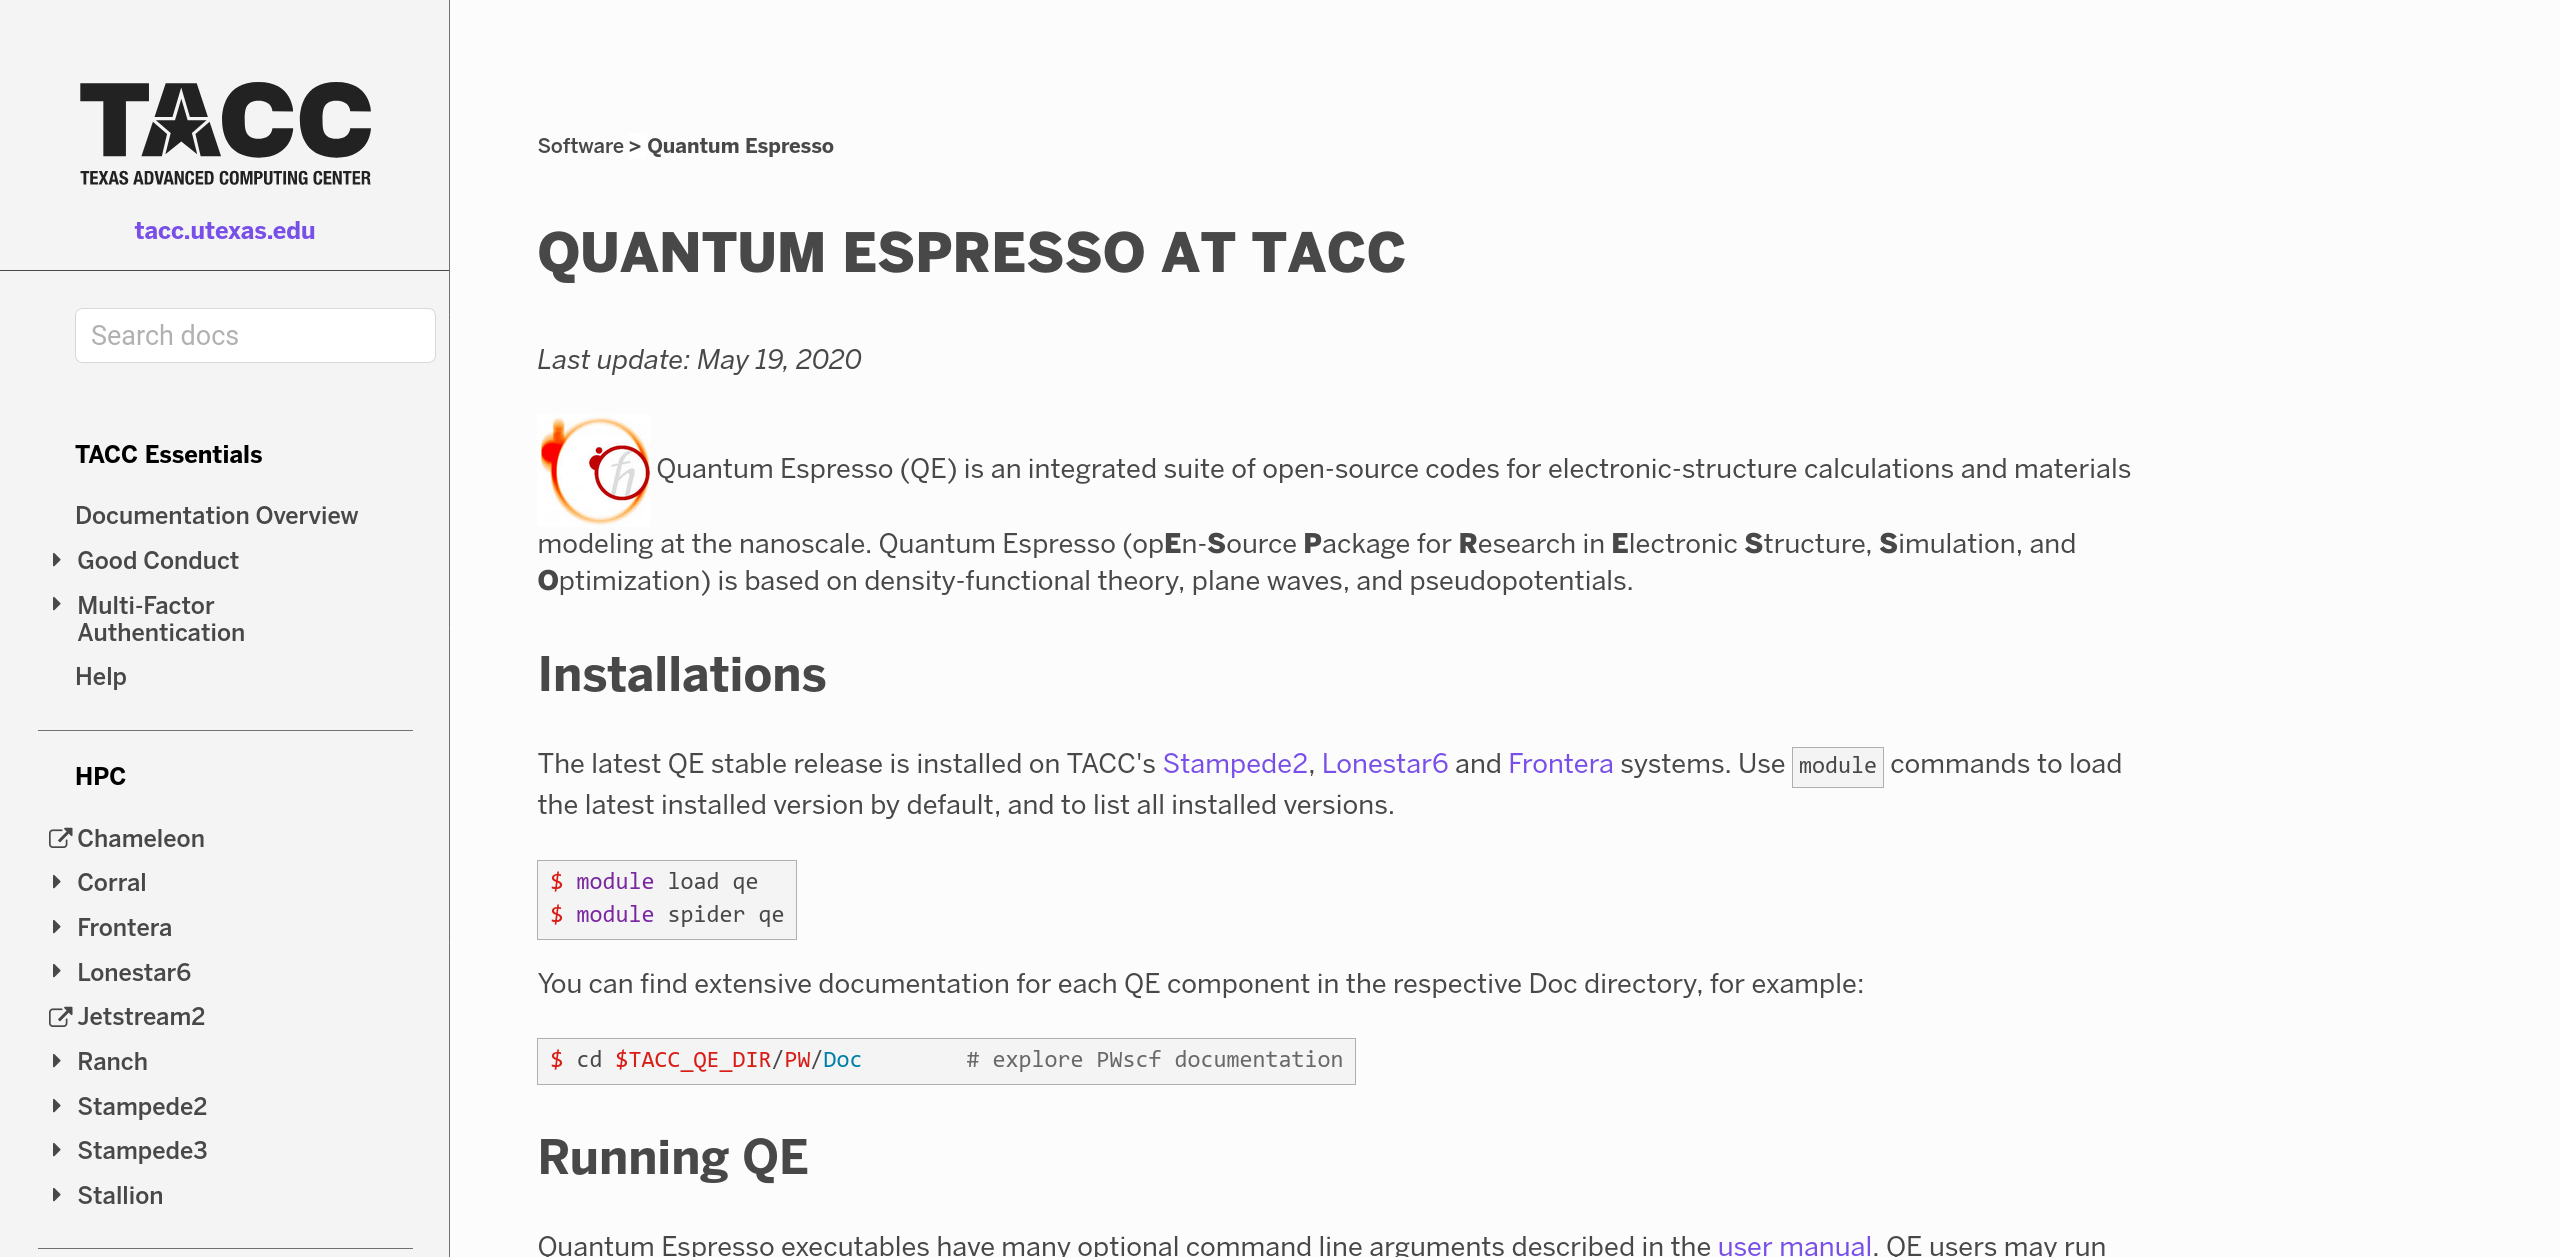 TACC
TEXAS ADVANCED COMPUTING CENTER
tacc.utexas.edu
Search docs
TACC Essentials
Documentation Overview
Good Conduct
Multi-Factor
Authentication
Help
HPC
Chameleon
Corral
Frontera
Lonestar6
Jetstream2
Ranch
Stampede2
Stampede3
Stallion
Software > Quantum Espresso
QUANTUM ESPRESSO AT TACC
Last update: May 19, 2020
ħ Quantum Espresso (QE) is an integrated suite of open-source codes for electronic-structure calculations and materials
modeling at the nanoscale. Quantum Espresso (opEn-Source Package for Research in Electronic Structure, Simulation, and
Optimization) is based on density-functional theory, plane waves, and pseudopotentials.
Installations
The latest QE stable release is installed on TACC's Stampede2, Lonestar6 and Frontera systems. Use module commands to load
the latest installed version by default, and to list all installed versions.
$ module load qe
$ module spider qe
You can find extensive documentation for each QE component in the respective Doc directory, for example:
$ cd $TACC_QE_DIR/PW/Doc        # explore PWscf documentation
Running QE
Quantum Espresso executables have many optional command line arguments described in the user manual. QE users may run